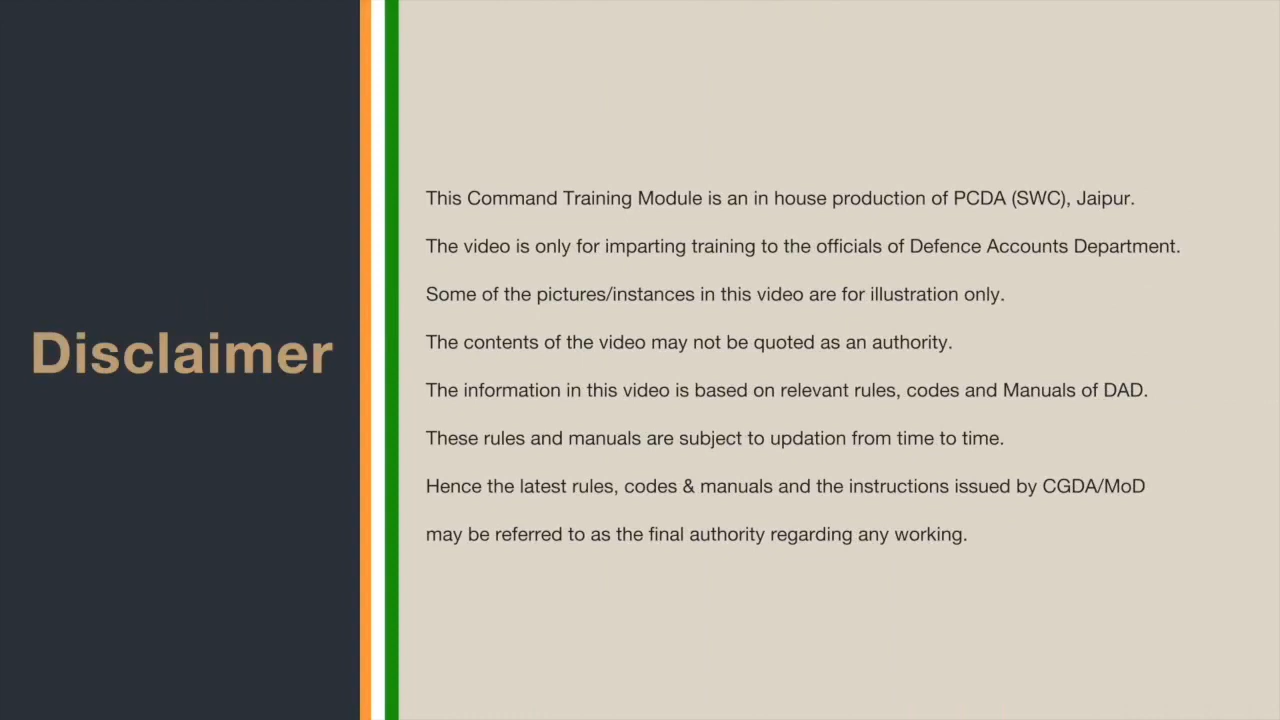 Disclaimer
This Command Training Module is an in house production of PCDA (SWC), Jaipur.
The video is only for imparting training to the officials of Defence Accounts Department.
Some of the pictures/instances in this video are for illustration only.
The contents of the video may not be quoted as an authority.
The information in this video is based on relevant rules, codes and Manuals of DAD.
These rules and manuals are subject to updation from time to time.
Hence the latest rules, codes & manuals and the instructions issued by CGDA/MoD
may be referred to as the final authority regarding any working.